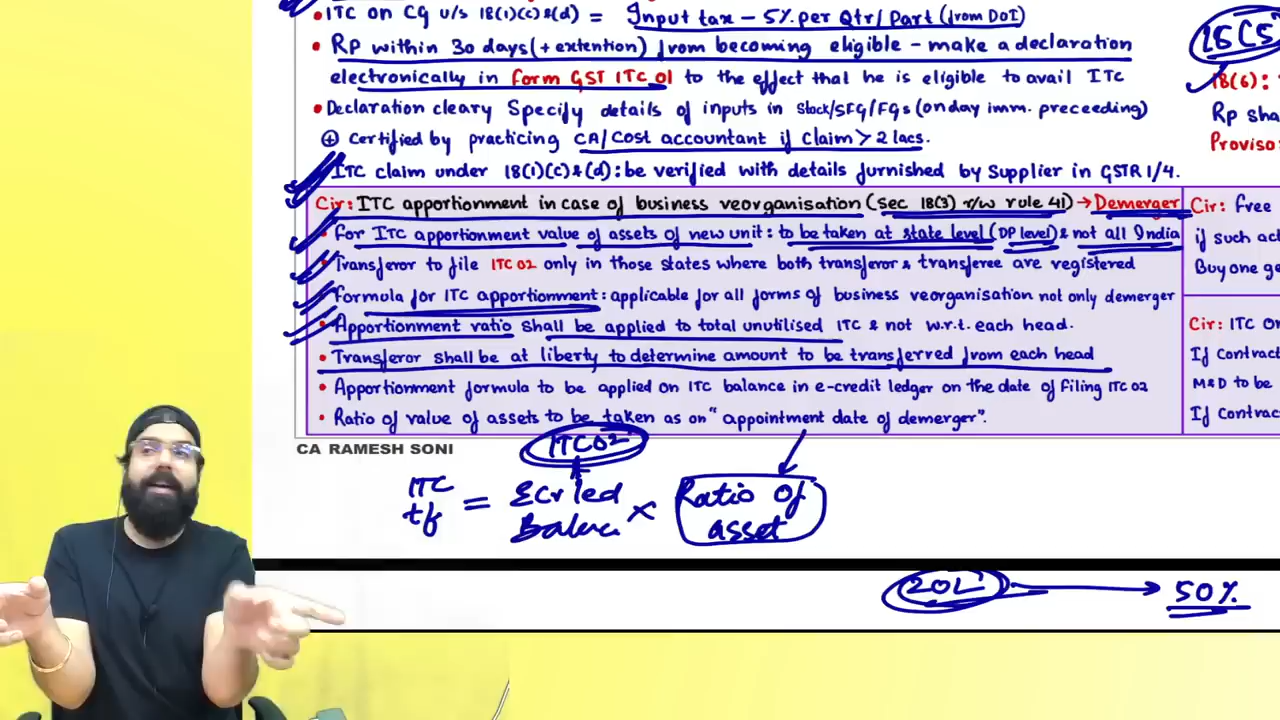 • ITC on CG u/s 18(1)(c)&(d) = Input tax – 5% per Qtr/Part (from DOI)
• RP within 30 days (+ extention) from becoming eligible – make a declaration
electronically in form GST ITC 01 to the effect that he is eligible to avail ITC
• Declaration cleary Specify details of inputs in Stock/SFG/FGs (on day imm. preceeding)
⊕ Certified by practicing CA/Cost accountant if Claim > 2 lacs.
ITC claim under 18(1)(c)&(d): be verified with details furnished by Supplier in GSTR 1/4.
Cir: ITC apportionment in case of business reorganisation (Sec 18(3) r/w rule 41) → Demerger
• For ITC apportionment value of assets of new unit: to be taken at state level (DP level) & not all India
• Transferor to file ITC 02 only in those states where both transferor & transferee are registered
• Formula for ITC apportionment: applicable for all forms of business reorganisation not only demerger
• Apportionment ratio shall be applied to total unutilised ITC & not w.r.t. each head.
• Transferor shall be at liberty to determine amount to be transferred from each head
• Apportionment formula to be applied on ITC balance in e-credit ledger on the date of filing ITC 02
• Ratio of value of assets to be taken as on "appointment date of demerger".
18(6):
RP sha
Proviso
Cir: Free
if such ac
Buy one ge
Cir: ITC on
If Contrac
M&D to be
If Contrac
CA RAMESH SONI
ITC02
ITC tf = Ecr led Balanc × Ratio of asset
20L → 50%